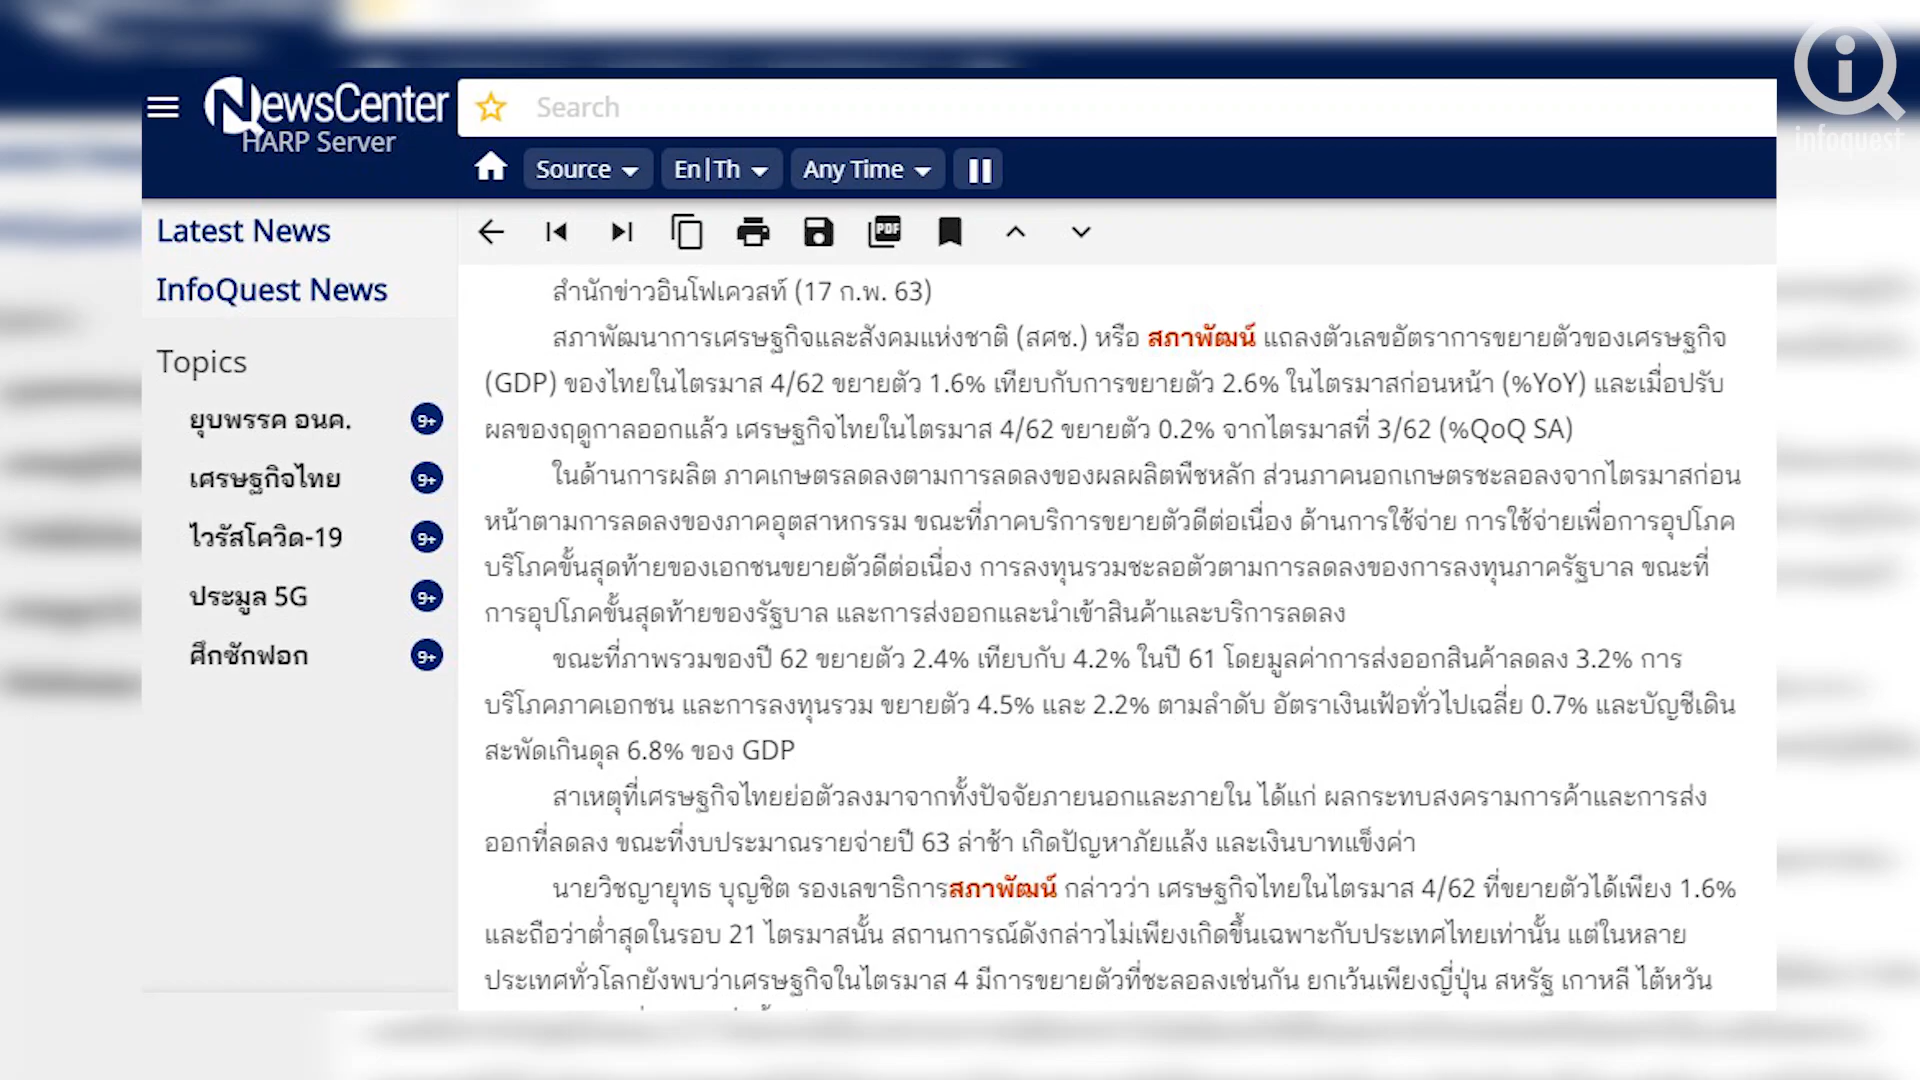 NewsCenter
HARP Server
Search
infoquest
Source
En|Th
Any Time
PDF
Latest News
InfoQuest News
Topics
ยุบพรรค อนค. 9+
เศรษฐกิจไทย 9+
ไวรัสโควิด-19 9+
ประมูล 5G 9+
ศึกซักฟอก 9+
สำนักข่าวอินโฟเควสท์ (17 ก.พ. 63)
สภาพัฒนาการเศรษฐกิจและสังคมแห่งชาติ (สศช.) หรือ สภาพัฒน์ แถลงตัวเลขอัตราการขยายตัวของเศรษฐกิจ
(GDP) ของไทยในไตรมาส 4/62 ขยายตัว 1.6% เทียบกับการขยายตัว 2.6% ในไตรมาสก่อนหน้า (%YoY) และเมื่อปรับ
ผลของฤดูกาลออกแล้ว เศรษฐกิจไทยในไตรมาส 4/62 ขยายตัว 0.2% จากไตรมาสที่ 3/62 (%QoQ SA)
ในด้านการผลิต ภาคเกษตรลดลงตามการลดลงของผลผลิตพืชหลัก ส่วนภาคนอกเกษตรชะลอลงจากไตรมาสก่อน
หน้าตามการลดลงของภาคอุตสาหกรรม ขณะที่ภาคบริการขยายตัวดีต่อเนื่อง ด้านการใช้จ่าย การใช้จ่ายเพื่อการอุปโภค
บริโภคขั้นสุดท้ายของเอกชนขยายตัวดีต่อเนื่อง การลงทุนรวมชะลอตัวตามการลดลงของการลงทุนภาครัฐบาล ขณะที่
การอุปโภคขั้นสุดท้ายของรัฐบาล และการส่งออกและนำเข้าสินค้าและบริการลดลง
ขณะที่ภาพรวมของปี 62 ขยายตัว 2.4% เทียบกับ 4.2% ในปี 61 โดยมูลค่าการส่งออกสินค้าลดลง 3.2% การ
บริโภคภาคเอกชน และการลงทุนรวม ขยายตัว 4.5% และ 2.2% ตามลำดับ อัตราเงินเฟ้อทั่วไปเฉลี่ย 0.7% และบัญชีเดิน
สะพัดเกินดุล 6.8% ของ GDP
สาเหตุที่เศรษฐกิจไทยย่อตัวลงมาจากทั้งปัจจัยภายนอกและภายใน ได้แก่ ผลกระทบสงครามการค้าและการส่ง
ออกที่ลดลง ขณะที่งบประมาณรายจ่ายปี 63 ล่าช้า เกิดปัญหาภัยแล้ง และเงินบาทแข็งค่า
นายวิชญายุทธ บุญชิต รองเลขาธิการสภาพัฒน์ กล่าวว่า เศรษฐกิจไทยในไตรมาส 4/62 ที่ขยายตัวได้เพียง 1.6%
และถือว่าต่ำสุดในรอบ 21 ไตรมาสนั้น สถานการณ์ดังกล่าวไม่เพียงเกิดขึ้นเฉพาะกับประเทศไทยเท่านั้น แต่ในหลาย
ประเทศทั่วโลกยังพบว่าเศรษฐกิจในไตรมาส 4 มีการขยายตัวที่ชะลอลงเช่นกัน ยกเว้นเพียงญี่ปุ่น สหรัฐ เกาหลี ไต้หวัน